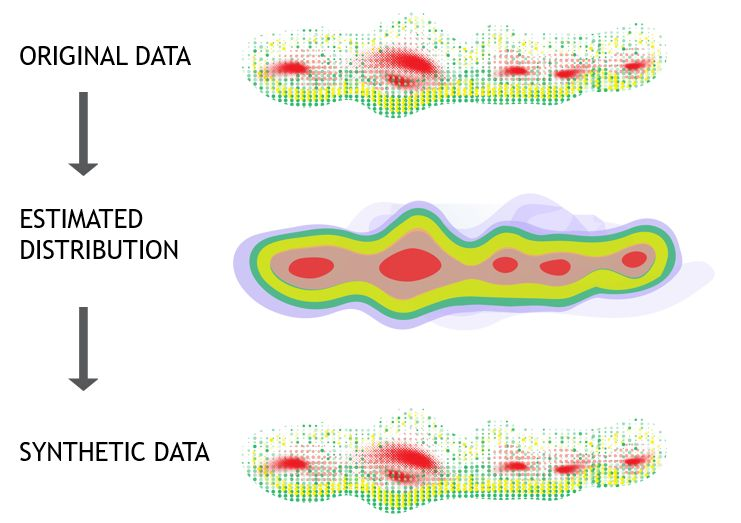 ORIGINAL DATA
ESTIMATED
DISTRIBUTION
SYNTHETIC DATA